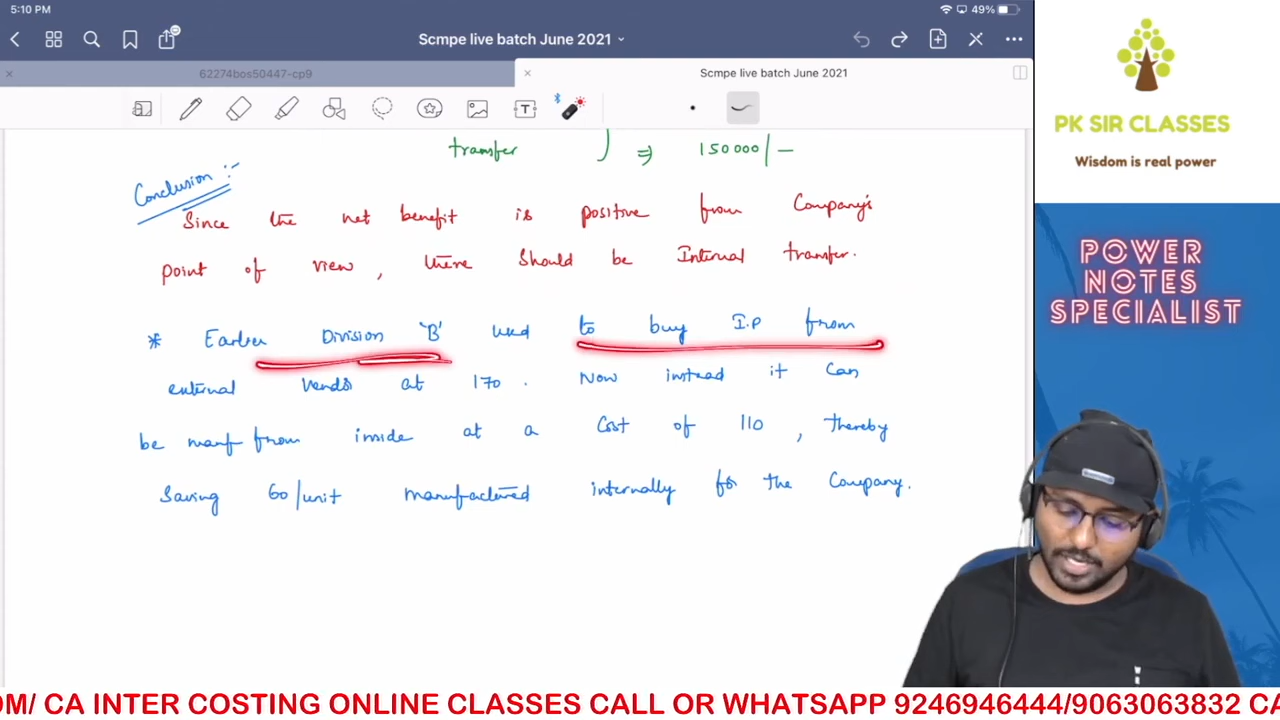 5:10 PM
49%
Scmpe live batch June 2021
62274bos50447-cp9
Scmpe live batch June 2021
T
transfer ) ⇒ 150000/-
Conclusion :-
Since the net benefit is positive from Company's
point of view, there should be Internal transfer.
* Earlier Division 'B' used to buy I.P from
external vendor at 170. Now instead it can
be manf from inside at a cost of 110, thereby
Saving 60/unit manufactured internally for the Company.
PK SIR CLASSES
Wisdom is real power
POWER
NOTES
SPECIALIST
OM/ CA INTER COSTING ONLINE CLASSES CALL OR WHATSAPP 9246946444/9063063832 CA